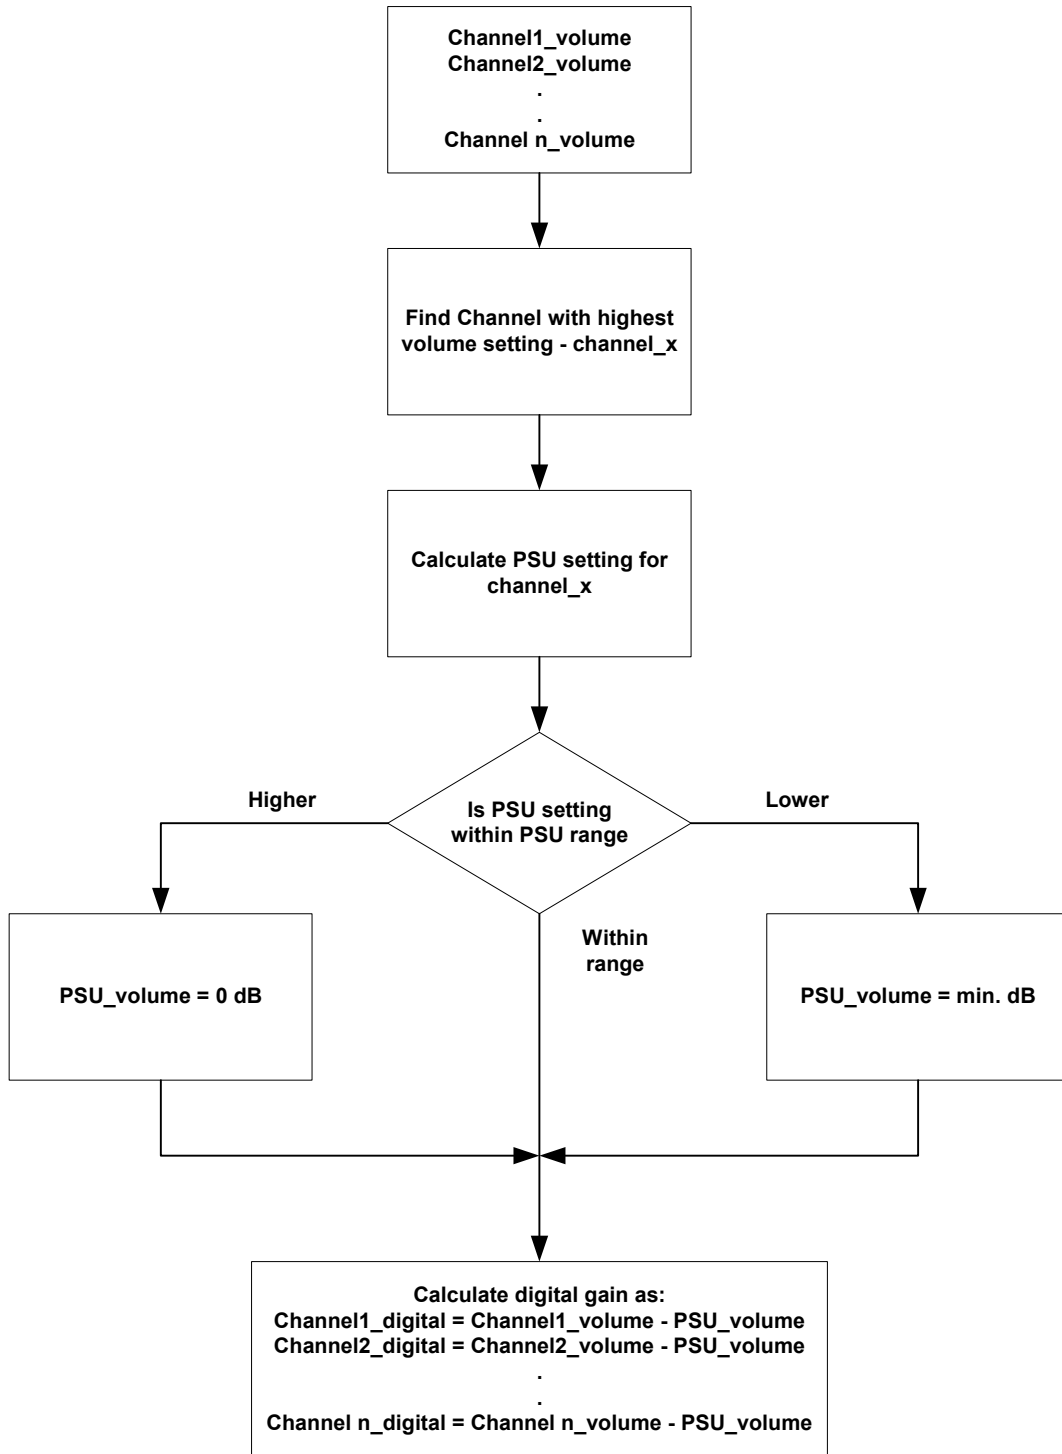 Channel1_volume
Channel2_volume
.
.
Channel n_volume
Find Channel with highest
volume setting - channel_x
Calculate PSU setting for
channel_x
Is PSU setting
within PSU range
Higher
Lower
Within
range
PSU_volume = 0 dB
PSU_volume = min. dB
Calculate digital gain as:
Channel1_digital = Channel1_volume - PSU_volume
Channel2_digital = Channel2_volume - PSU_volume
.
.
Channel n_digital = Channel n_volume - PSU_volume